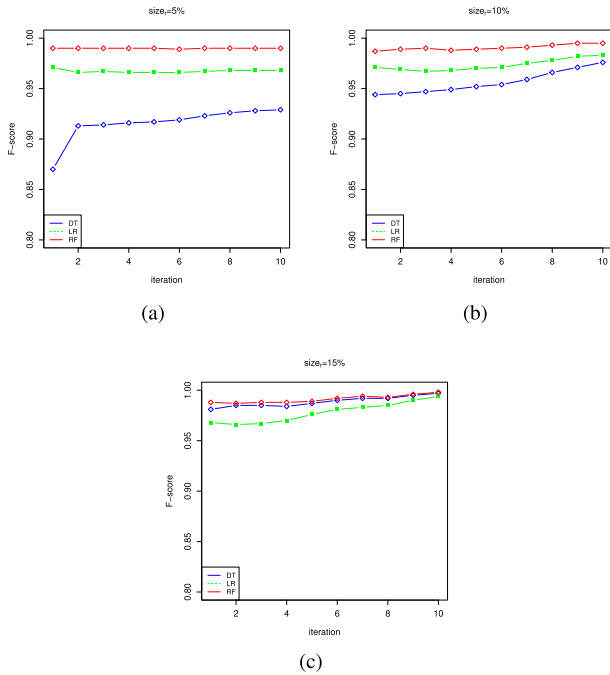 size_r=5%
F-score
1.00
0.95
0.90
0.85
0.80
DT
LR
RF
2 4 6 8 10
iteration
(a)
size_r=10%
F-score
1.00
0.95
0.90
0.85
0.80
DT
LR
RF
2 4 6 8 10
iteration
(b)
size_r=15%
F-score
1.00
0.95
0.90
0.85
0.80
DT
LR
RF
2 4 6 8 10
iteration
(c)